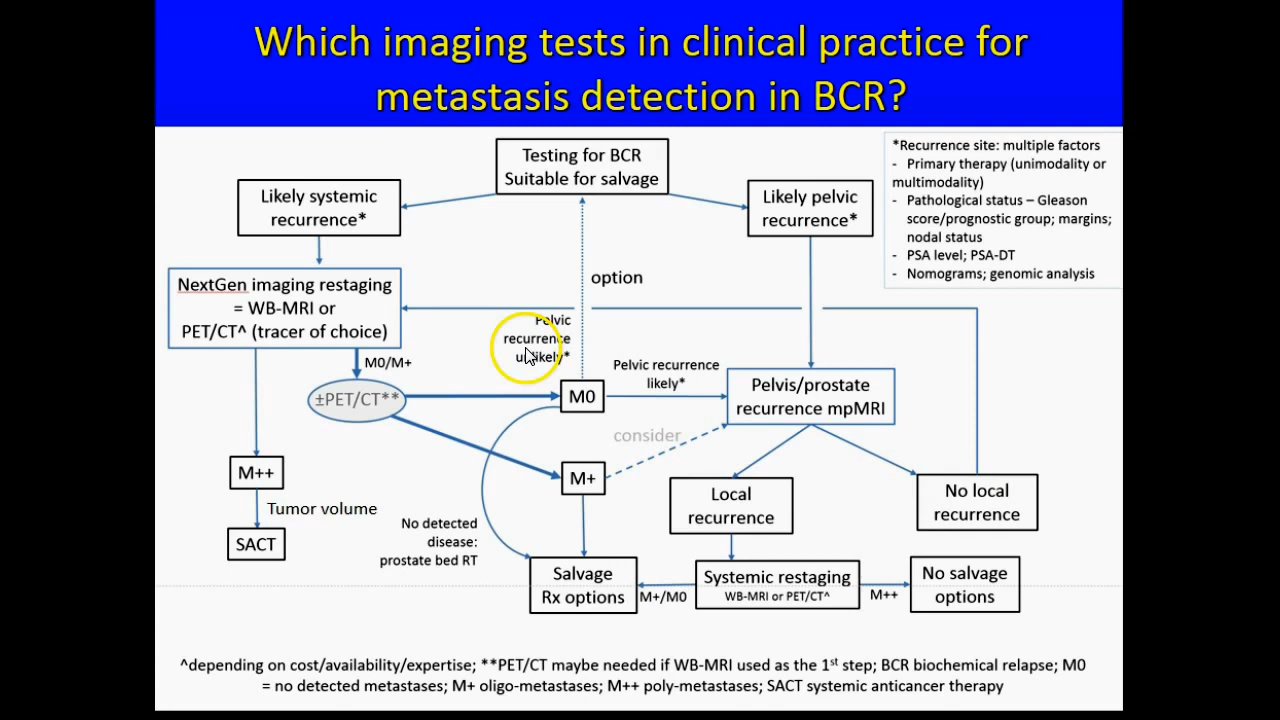 Which imaging tests in clinical practice for
metastasis detection in BCR?
Testing for BCR
Suitable for salvage
Likely systemic
recurrence*
Likely pelvic
recurrence*
*Recurrence site: multiple factors
- Primary therapy (unimodality or
multimodality)
- Pathological status – Gleason
score/prognostic group; margins;
nodal status
- PSA level; PSA-DT
- Nomograms; genomic analysis
NextGen imaging restaging
= WB-MRI or
PET/CT^ (tracer of choice)
option
Pelvic
recurrence
unlikely*
M0/M+
±PET/CT**
M0
Pelvic recurrence
likely*
Pelvis/prostate
recurrence mpMRI
consider
M++
M+
Tumor volume
SACT
Local
recurrence
No local
recurrence
No detected
disease:
prostate bed RT
Salvage
Rx options
M+/M0
Systemic restaging
WB-MRI or PET/CT^
M++
No salvage
options
^depending on cost/availability/expertise; **PET/CT maybe needed if WB-MRI used as the 1st step; BCR biochemical relapse; M0
= no detected metastases; M+ oligo-metastases; M++ poly-metastases; SACT systemic anticancer therapy